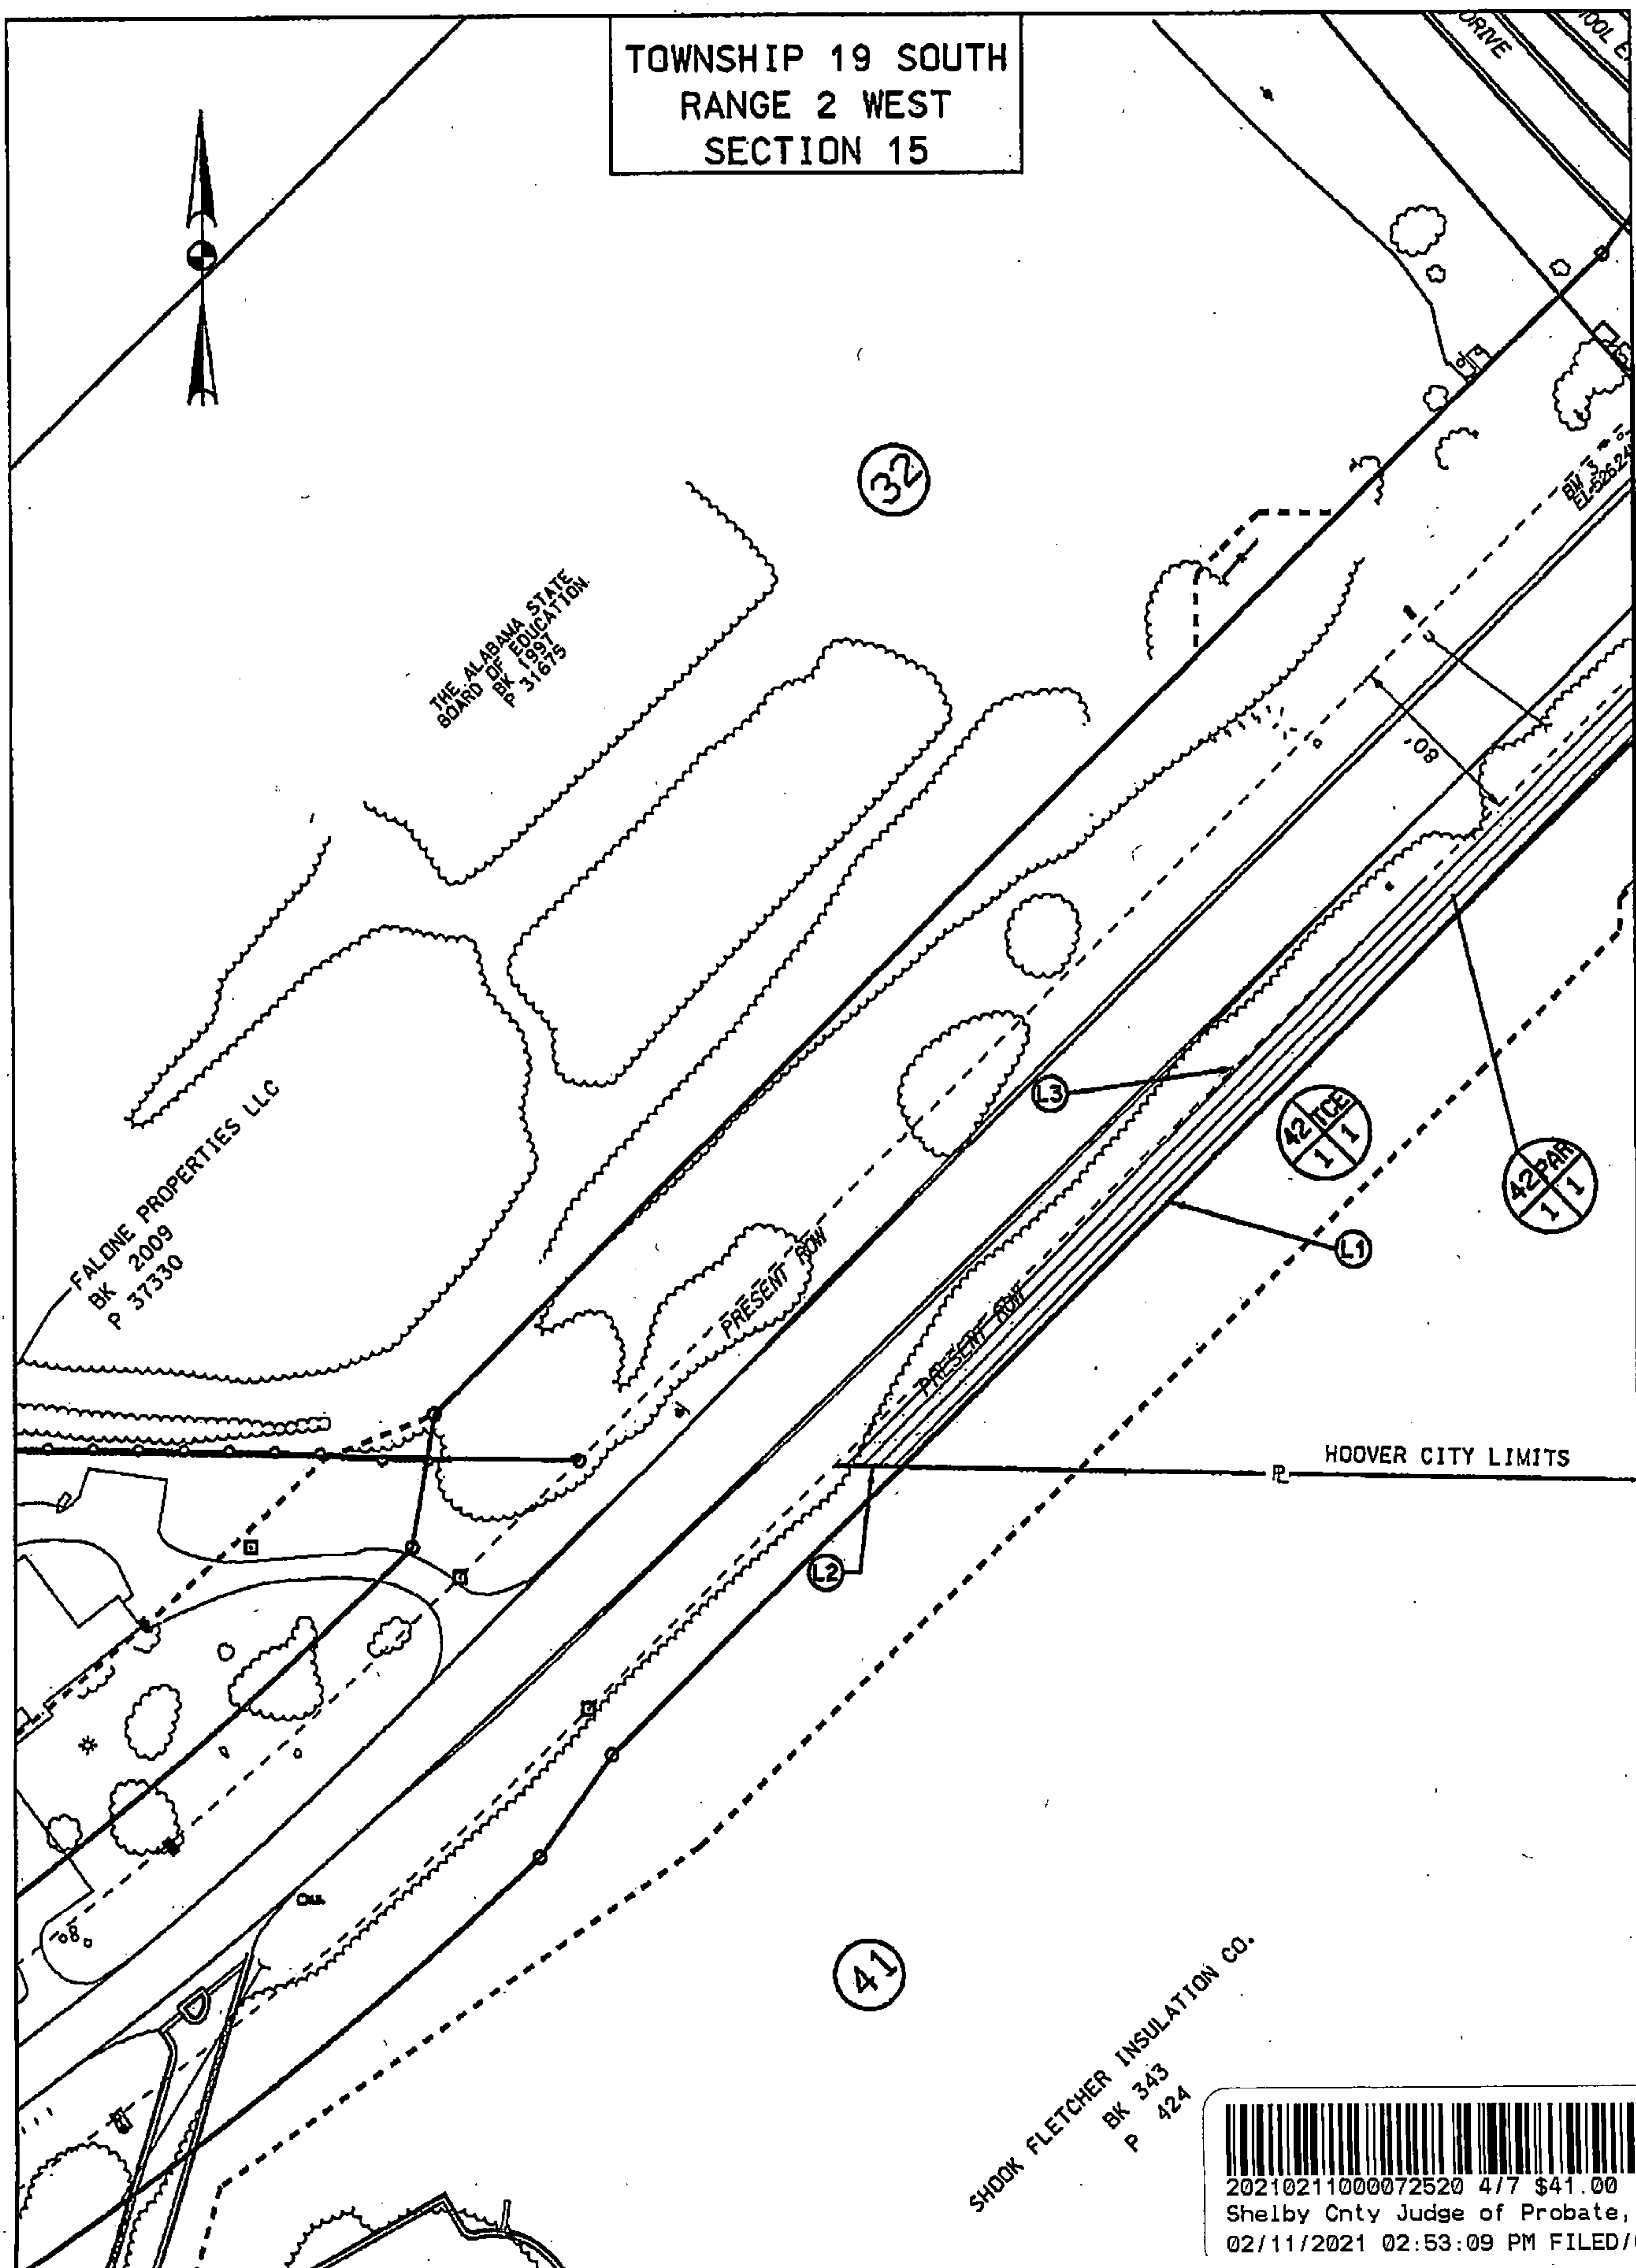 TOWNSHIP 19 SOUTH
RANGE 2 WEST
SECTION 15
DRIVE
32
THE ALABAMA STATE
BOARD OF EDUCATION
BK 1997
P 31675
BM 3
80'
FALONE PROPERTIES LLC
BK 2009
P 37330
L3
42 TCE
1 1
42 PAR
1 1
L1
PRESENT ROW
PRESENT ROW
HOOVER CITY LIMITS
L2
41
SHOOK FLETCHER INSULATION CO.
BK 343
P 424
20210211000072520 4/7 $41.00
Shelby Cnty Judge of Probate,
02/11/2021 02:53:09 PM FILED/